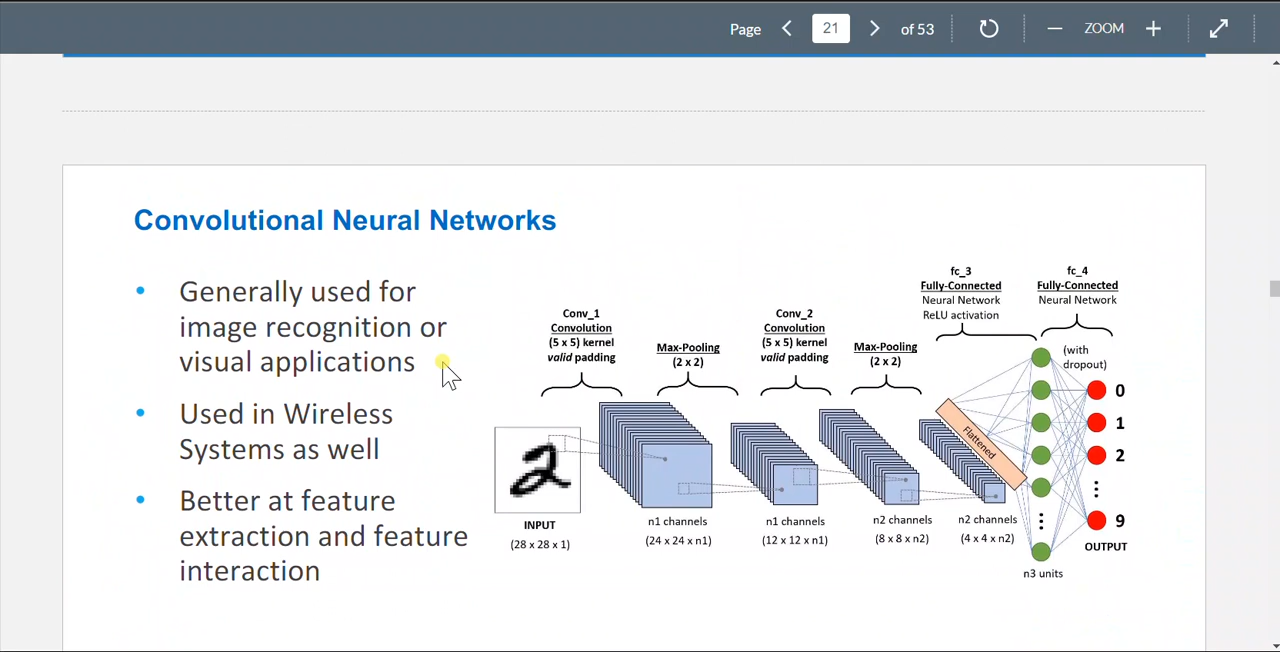 Page 21 of 53 ZOOM
Convolutional Neural Networks
• Generally used for
image recognition or
visual applications
• Used in Wireless
Systems as well
• Better at feature
extraction and feature
interaction
Conv_1
Convolution
(5 x 5) kernel
valid padding
Max-Pooling
(2 x 2)
Conv_2
Convolution
(5 x 5) kernel
valid padding
Max-Pooling
(2 x 2)
fc_3
Fully-Connected
Neural Network
ReLU activation
fc_4
Fully-Connected
Neural Network
(with
dropout)
2
Flattened
0
1
2
9
INPUT
(28 x 28 x 1)
n1 channels
(24 x 24 x n1)
n1 channels
(12 x 12 x n1)
n2 channels
(8 x 8 x n2)
n2 channels
(4 x 4 x n2)
n3 units
OUTPUT